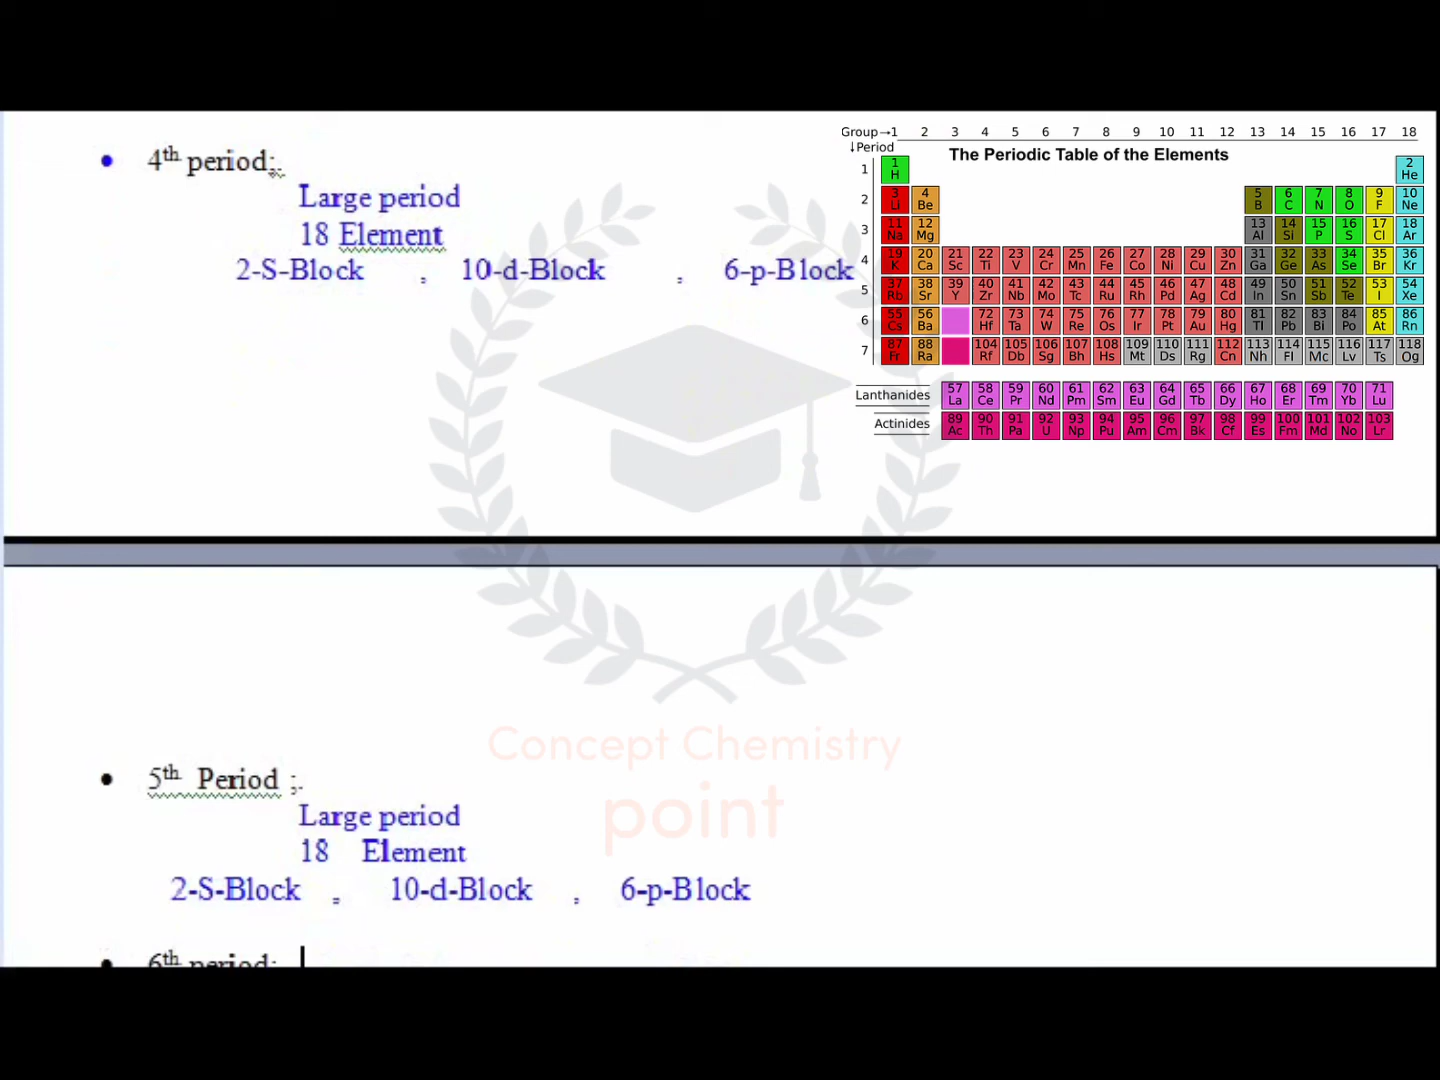 • 4th period;.
Large period
18 Element
2-S-Block , 10-d-Block , 6-p-Block
Group→1 2 3 4 5 6 7 8 9 10 11 12 13 14 15 16 17 18
↓Period
The Periodic Table of the Elements
1 1 H 2 He
2 3 Li 4 Be 5 B 6 C 7 N 8 O 9 F 10 Ne
3 11 Na 12 Mg 13 Al 14 Si 15 P 16 S 17 Cl 18 Ar
4 19 K 20 Ca 21 Sc 22 Ti 23 V 24 Cr 25 Mn 26 Fe 27 Co 28 Ni 29 Cu 30 Zn 31 Ga 32 Ge 33 As 34 Se 35 Br 36 Kr
5 37 Rb 38 Sr 39 Y 40 Zr 41 Nb 42 Mo 43 Tc 44 Ru 45 Rh 46 Pd 47 Ag 48 Cd 49 In 50 Sn 51 Sb 52 Te 53 I 54 Xe
6 55 Cs 56 Ba 72 Hf 73 Ta 74 W 75 Re 76 Os 77 Ir 78 Pt 79 Au 80 Hg 81 Tl 82 Pb 83 Bi 84 Po 85 At 86 Rn
7 87 Fr 88 Ra 104 Rf 105 Db 106 Sg 107 Bh 108 Hs 109 Mt 110 Ds 111 Rg 112 Cn 113 Nh 114 Fl 115 Mc 116 Lv 117 Ts 118 Og
Lanthanides 57 La 58 Ce 59 Pr 60 Nd 61 Pm 62 Sm 63 Eu 64 Gd 65 Tb 66 Dy 67 Ho 68 Er 69 Tm 70 Yb 71 Lu
Actinides 89 Ac 90 Th 91 Pa 92 U 93 Np 94 Pu 95 Am 96 Cm 97 Bk 98 Cf 99 Es 100 Fm 101 Md 102 No 103 Lr
Concept Chemistry
point
• 5th Period ;.
Large period
18 Element
2-S-Block , 10-d-Block , 6-p-Block
• 6th period: